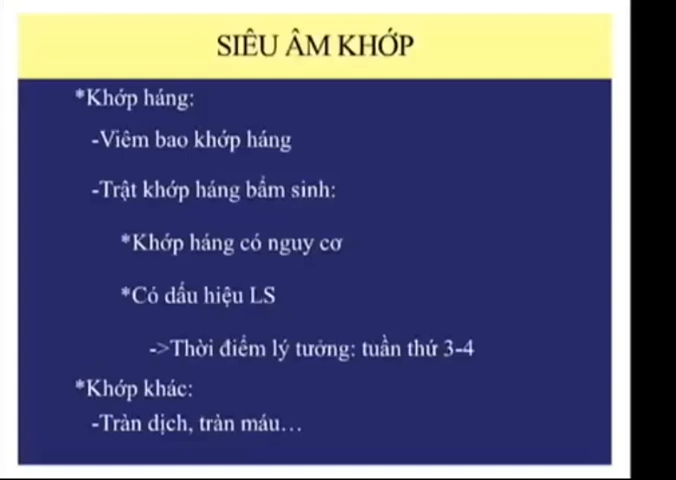 SIÊU ÂM KHỚP
*Khớp háng:
-Viêm bao khớp háng
-Trật khớp háng bẩm sinh:
*Khớp háng có nguy cơ
*Có dấu hiệu LS
->Thời điểm lý tưởng: tuần thứ 3-4
*Khớp khác:
-Tràn dịch, tràn máu…